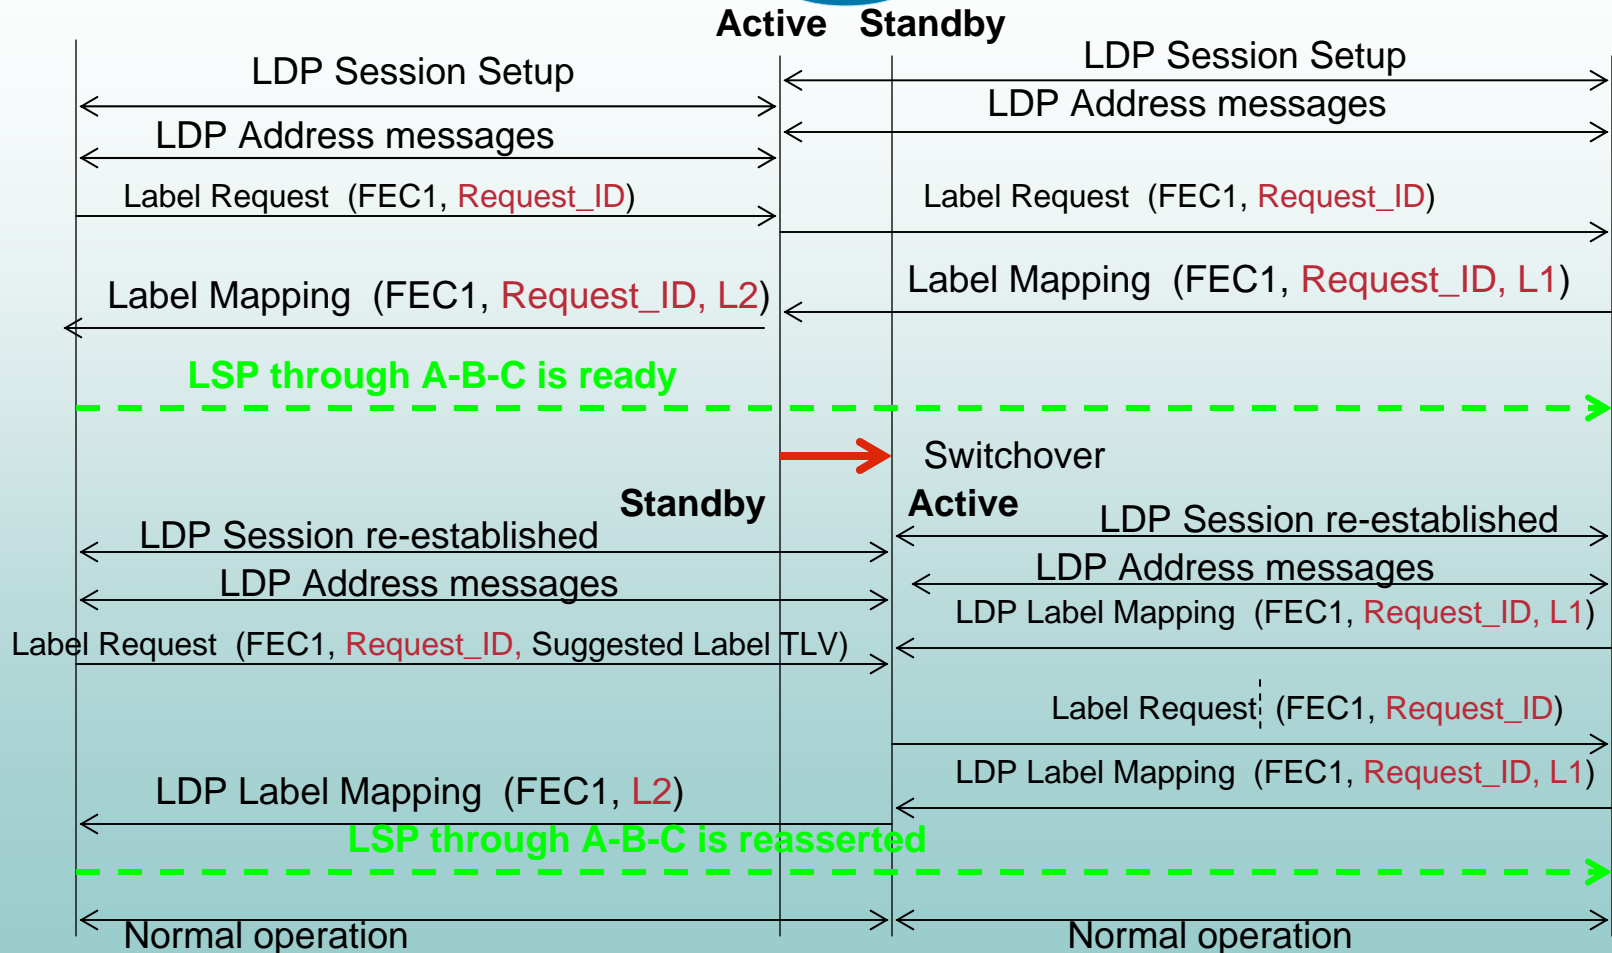 Active Standby
LDP Session Setup
LDP Session Setup
LDP Address messages
LDP Address messages
Label Request (FEC1, Request_ID)
Label Request (FEC1, Request_ID)
Label Mapping (FEC1, Request_ID, L2)
Label Mapping (FEC1, Request_ID, L1)
LSP through A-B-C is ready
Switchover
Standby
Active
LDP Session re-established
LDP Session re-established
LDP Address messages
LDP Address messages
LDP Label Mapping (FEC1, Request_ID, L1)
Label Request (FEC1, Request_ID, Suggested Label TLV)
Label Request (FEC1, Request_ID)
LDP Label Mapping (FEC1, Request_ID, L1)
LDP Label Mapping (FEC1, L2)
LSP through A-B-C is reasserted
Normal operation
Normal operation